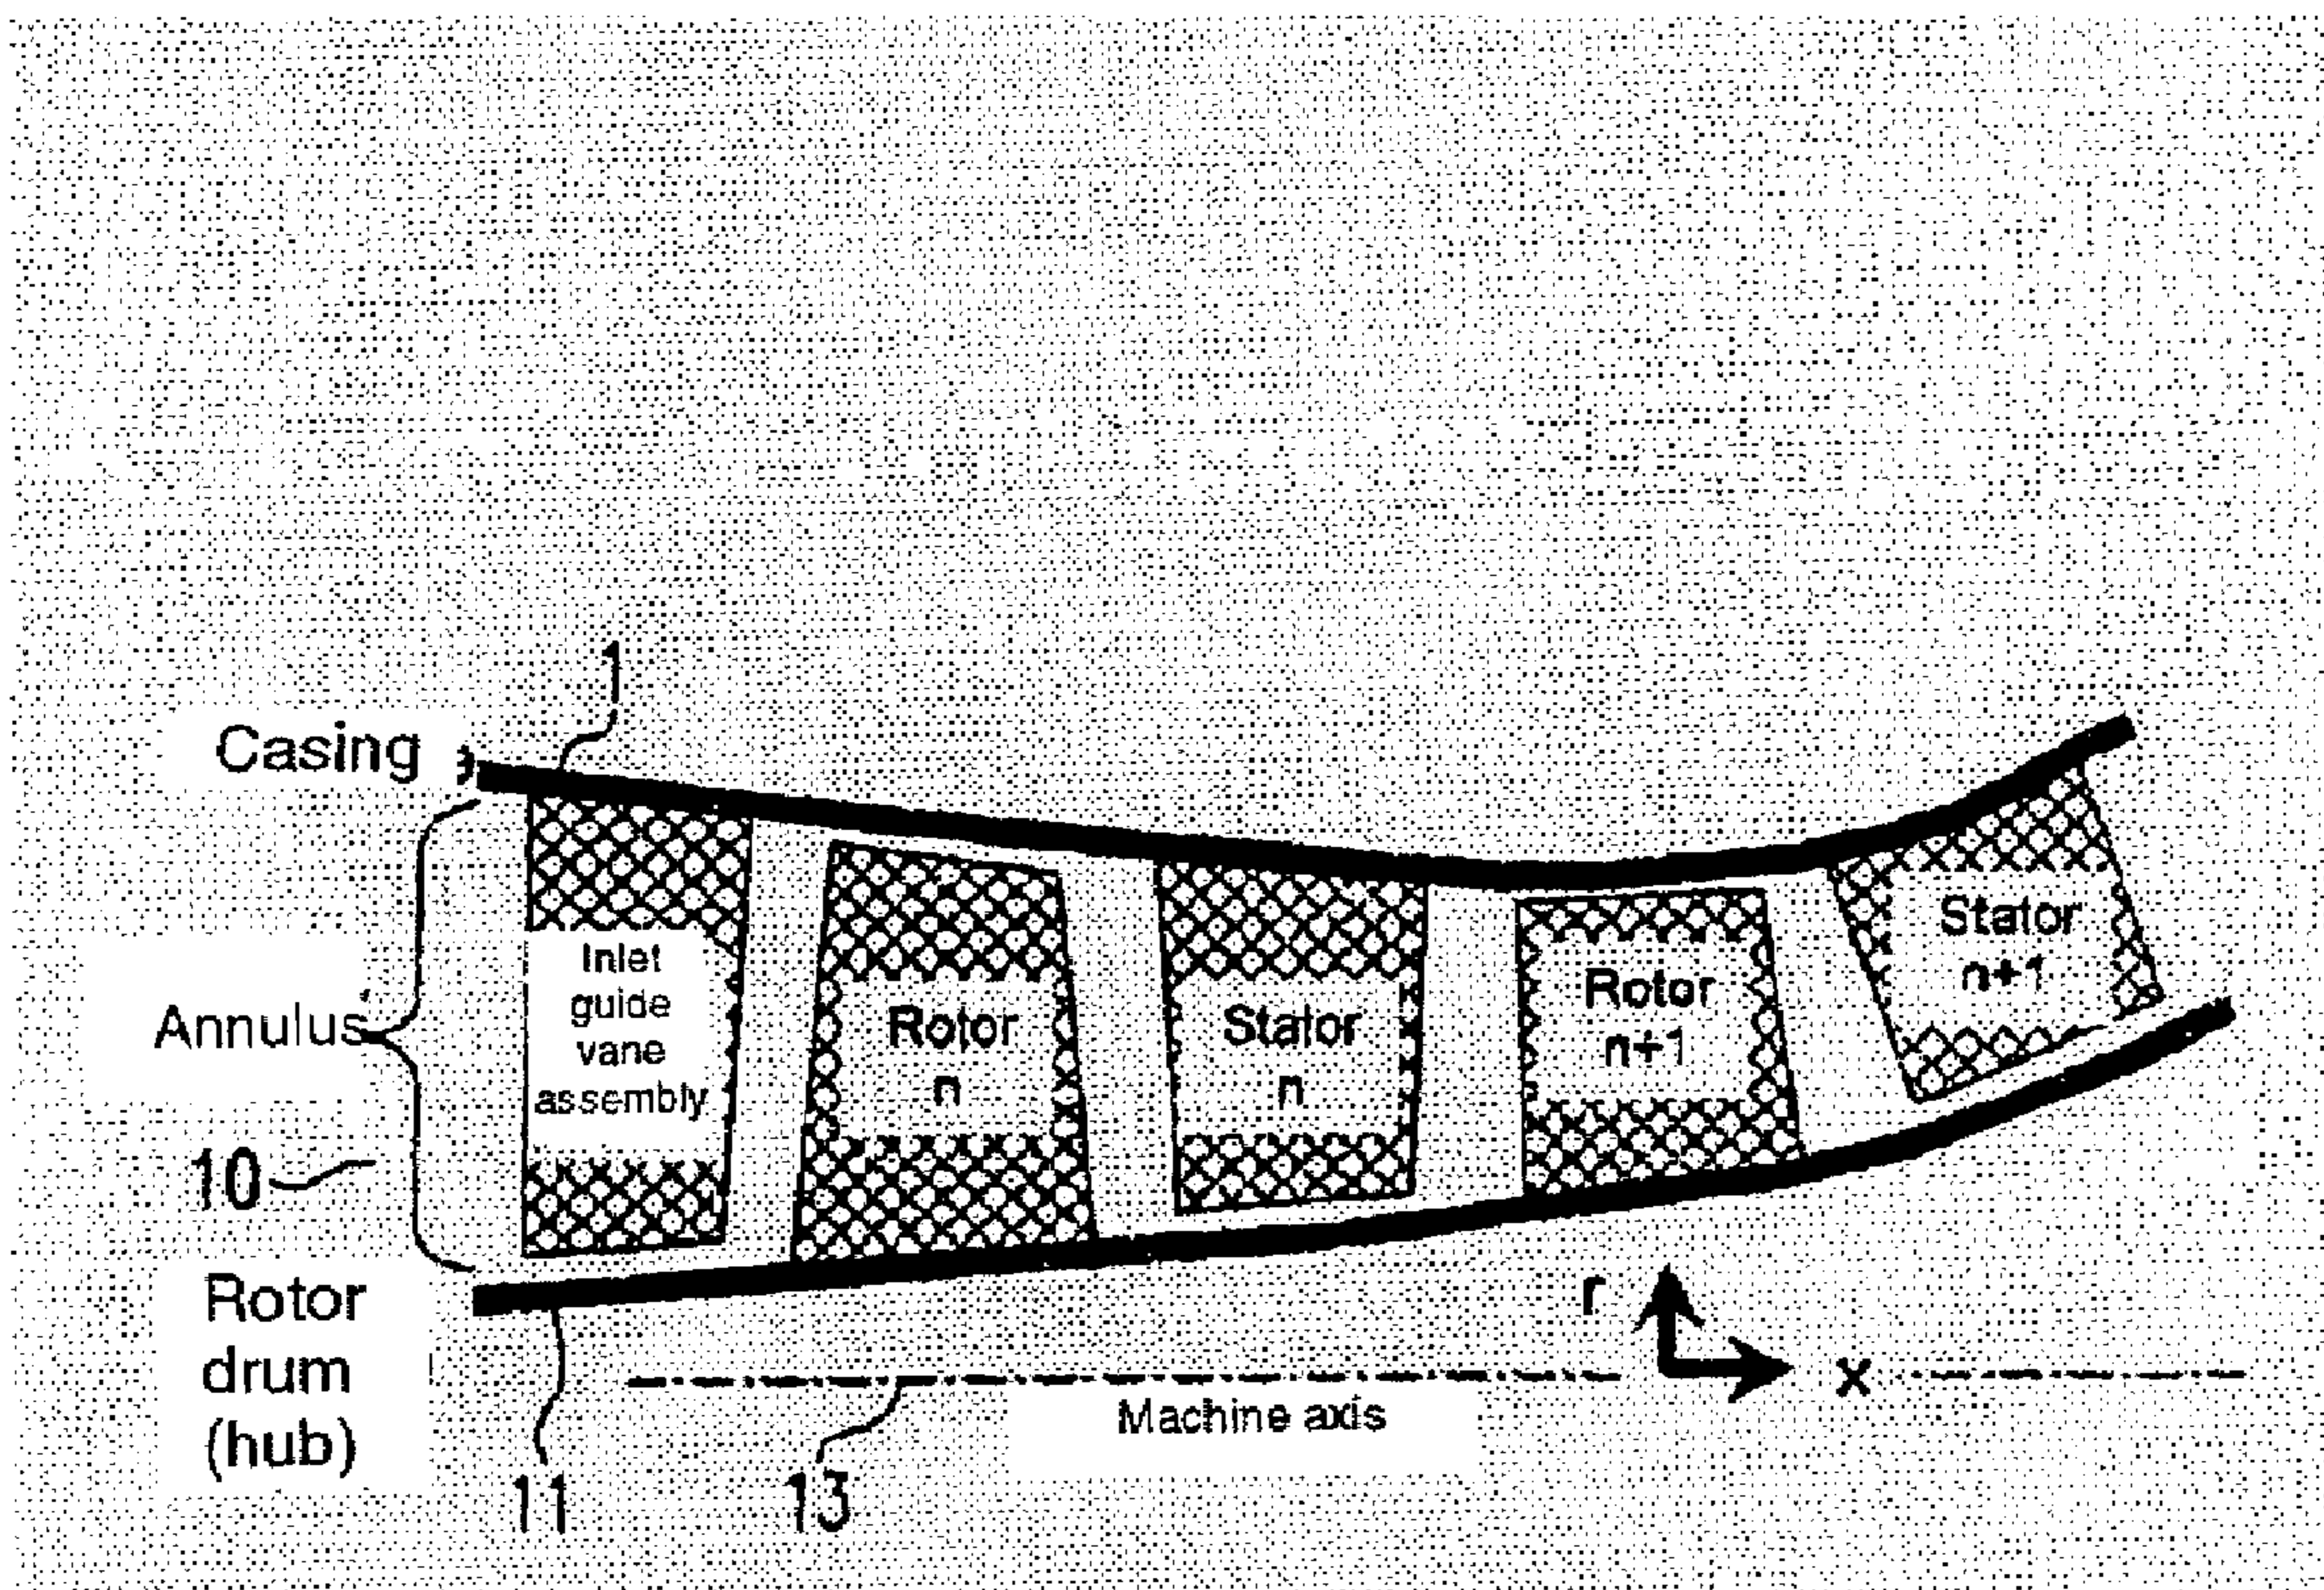 1
Casing
Annulus
10
Inlet
guide
vane
assembly
Rotor
n
Stator
n
Rotor
n+1
Stator
n+1
Rotor
drum
(hub)
r
x
Machine axis
11
13